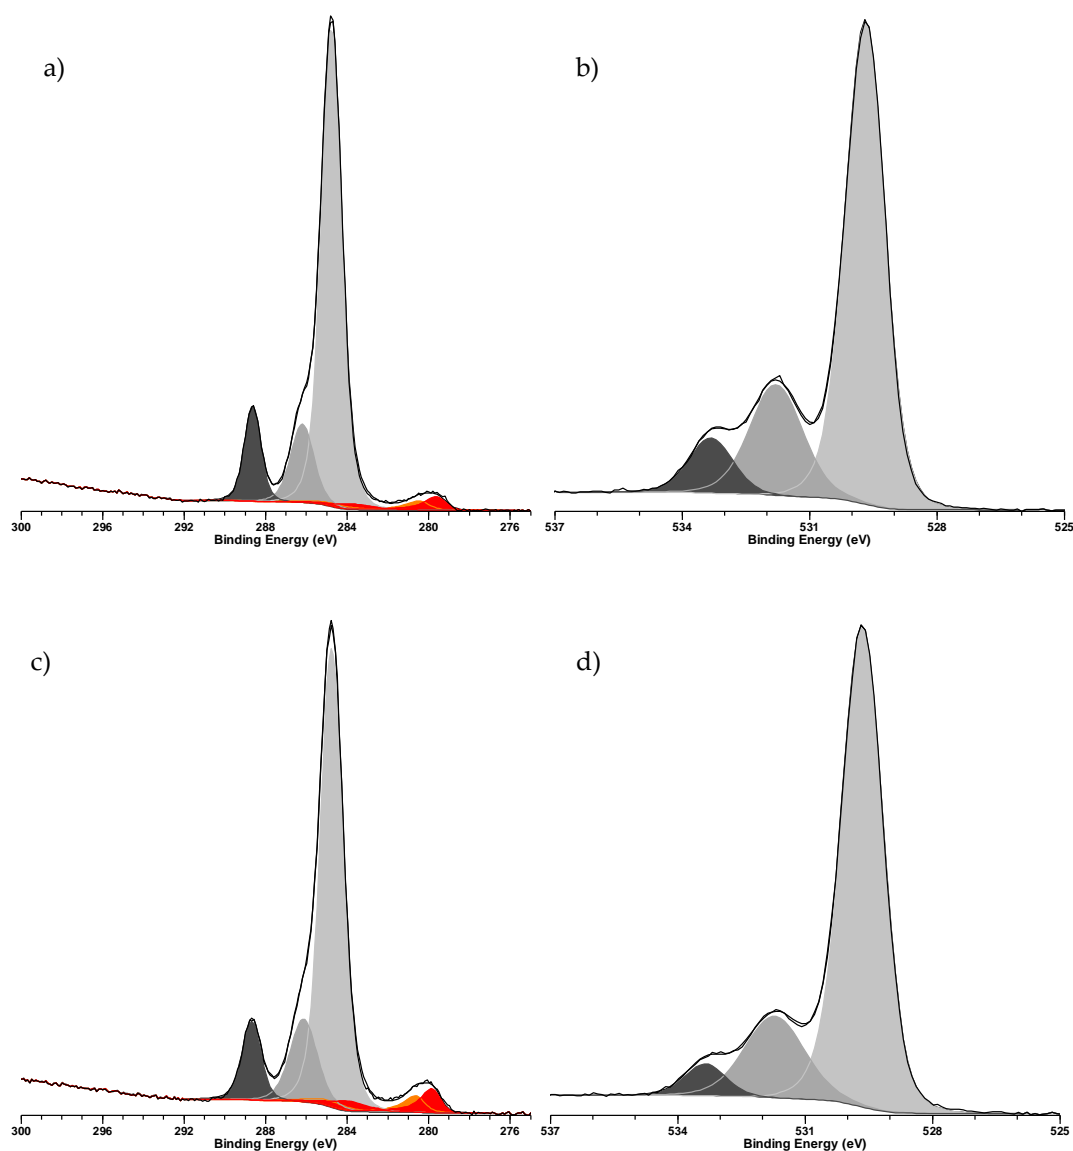 a)
b)
300 296 292 288 284 280 276
Binding Energy (eV)
537 534 531 528 525
Binding Energy (eV)
c)
d)
300 296 292 288 284 280 276
Binding Energy (eV)
537 534 531 528 525
Binding Energy (eV)